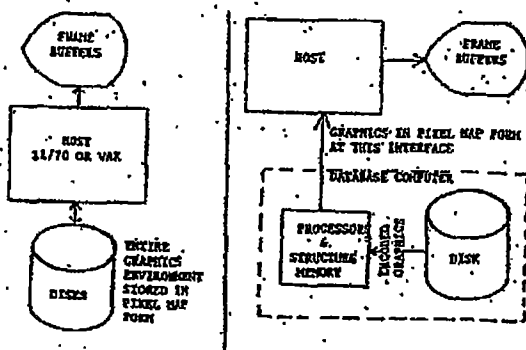 FRAME
BUFFERS
HOST
11/70 OR VAX
DISKS
ENTIRE
GRAPHICS
ENVIRONMENT
STORED IN
PIXEL MAP
FORM
HOST
FRAME
BUFFERS
GRAPHICS IN PIXEL MAP FORM
AT THIS INTERFACE
DATABASE COMPUTER
PROCESSORS
&
STRUCTURE
MEMORY
ENCODED
GRAPHICS
DISK